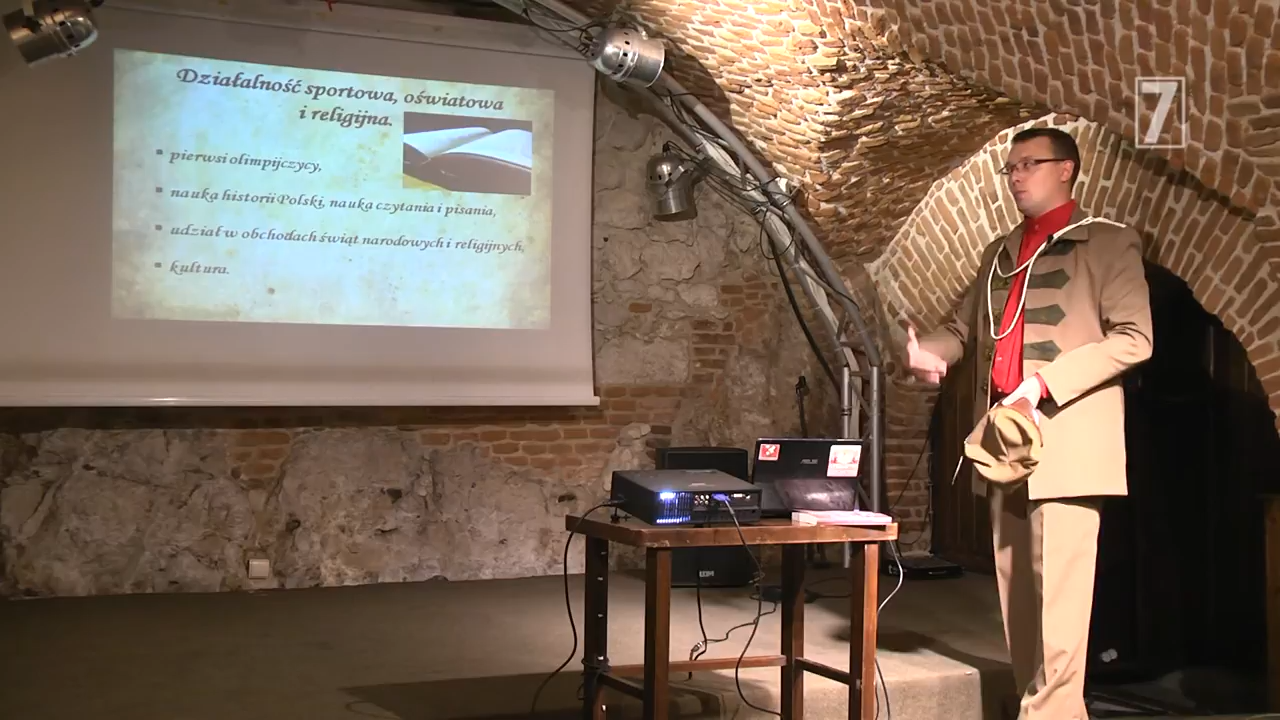 Działalność sportowa, oświatowa
i religijna.
pierwsi olimpijczycy,
nauka historii Polski, nauka czytania i pisania,
udział w obchodach świąt narodowych i religijnych,
kultura.
7